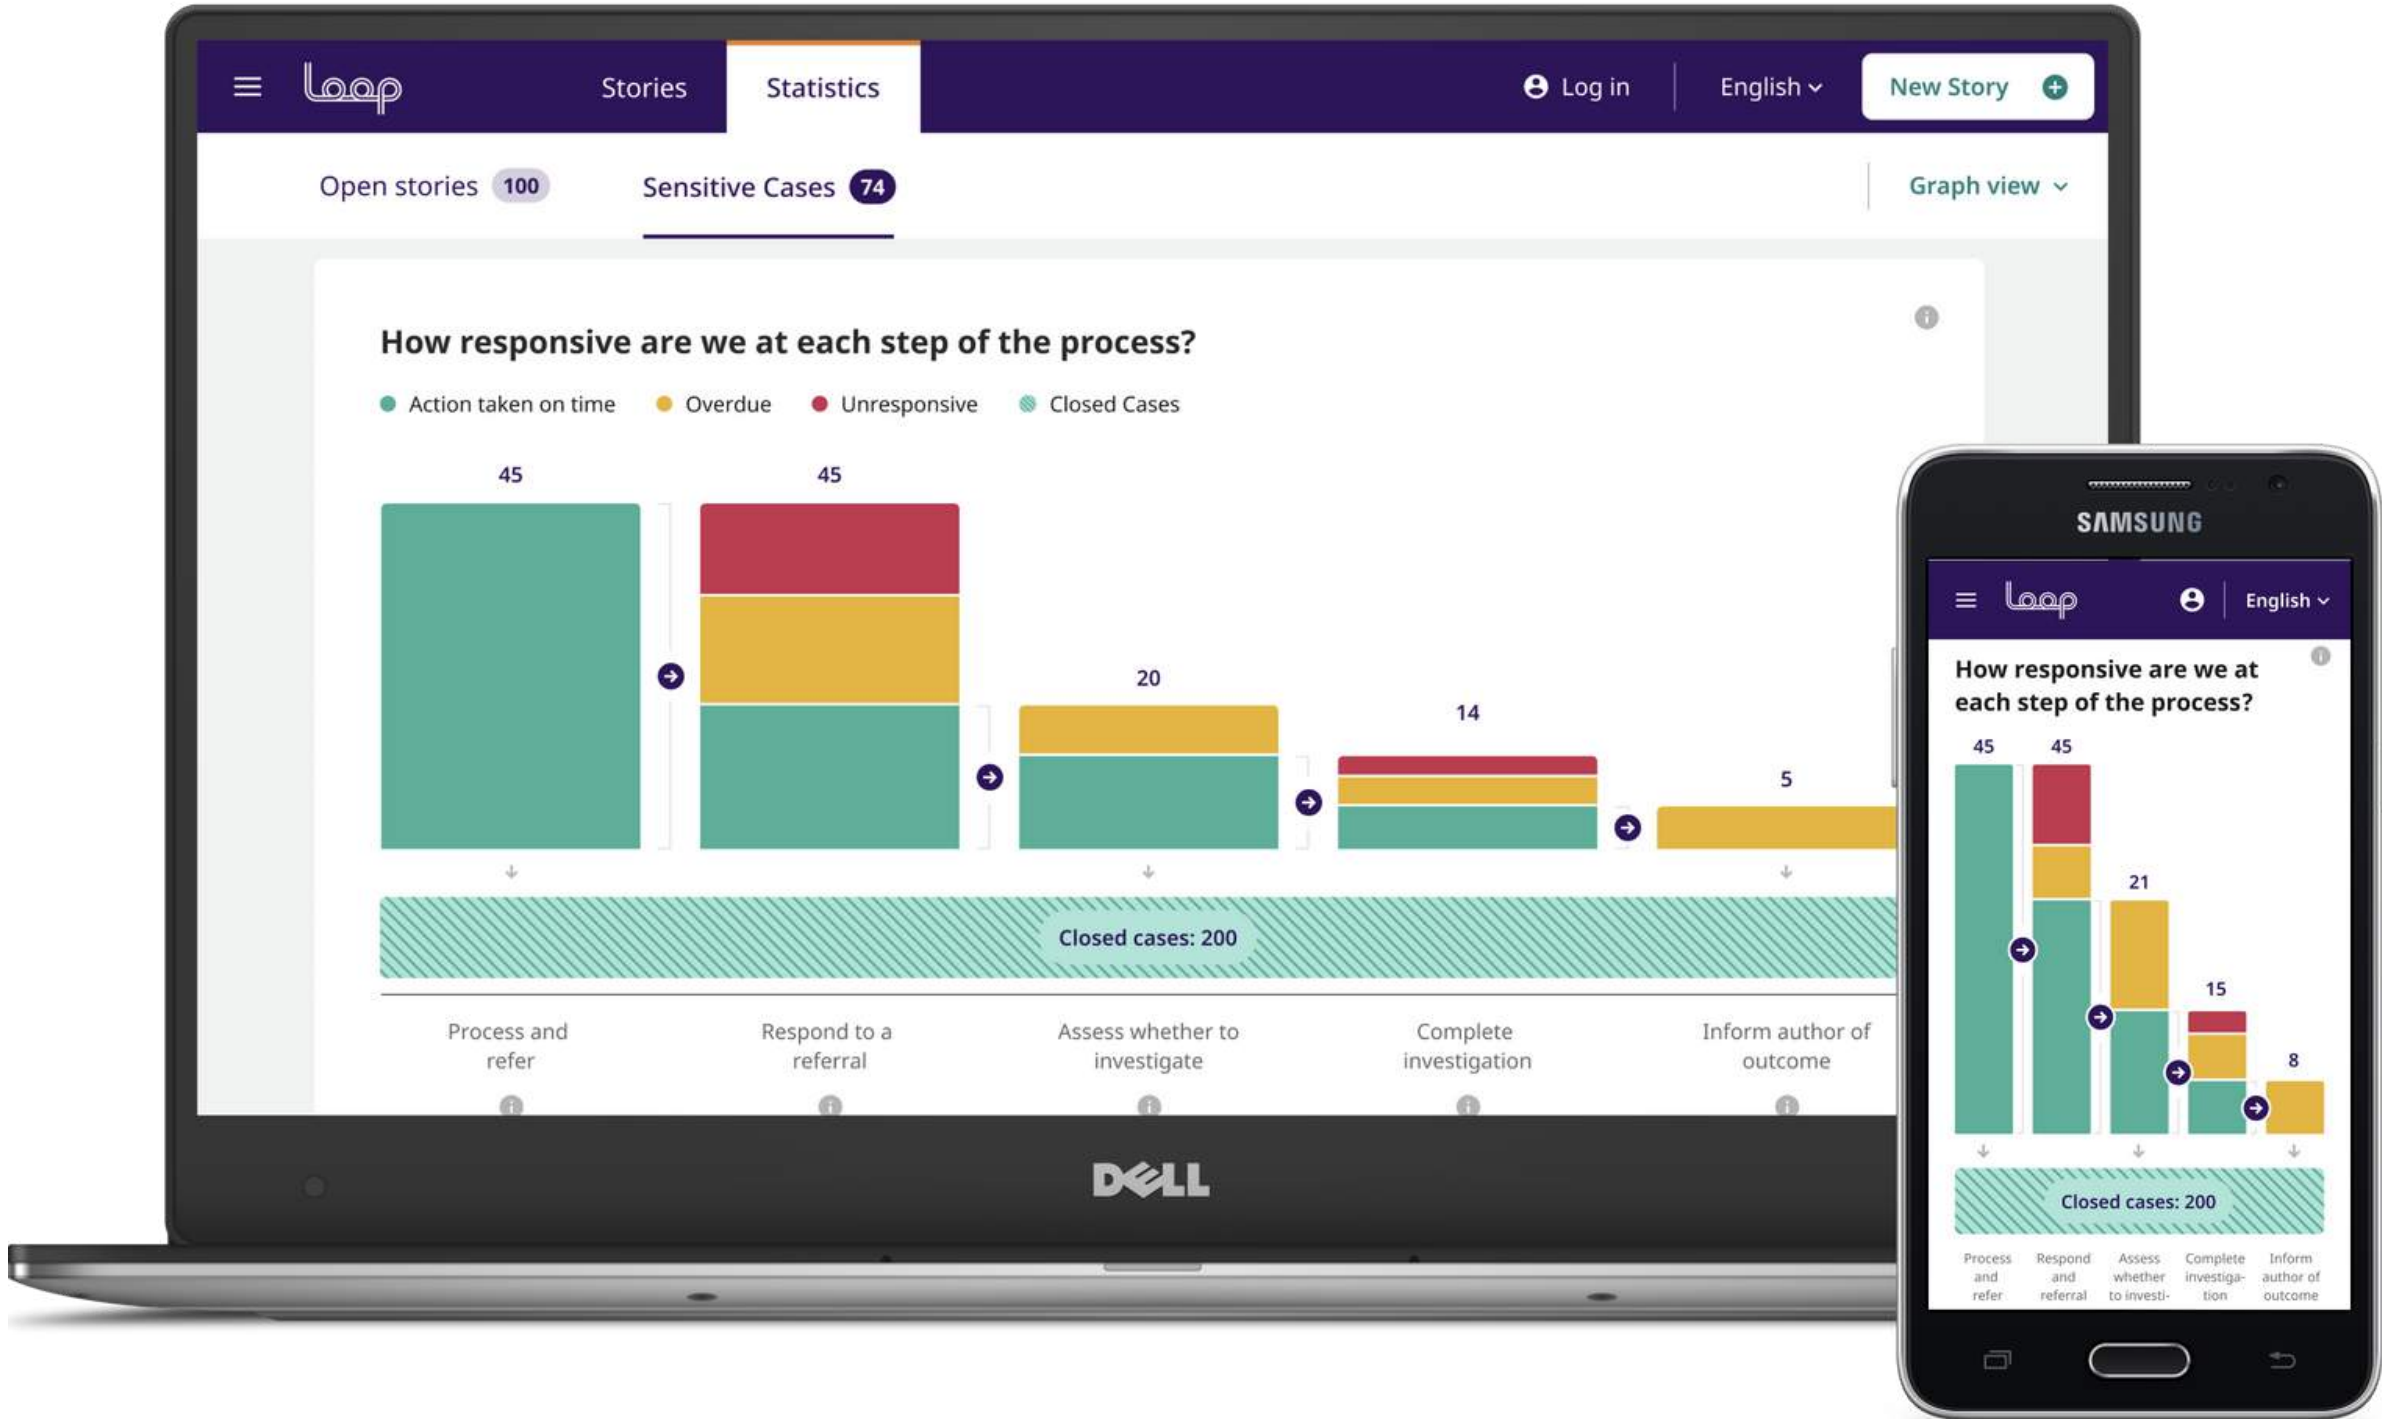 Loop
Stories
Statistics
Log in
English
New Story
Open stories 100
Sensitive Cases 74
Graph view
How responsive are we at each step of the process?
Action taken on time
Overdue
Unresponsive
Closed Cases
45
45
20
14
5
Closed cases: 200
Process and
refer
Respond to a
referral
Assess whether to
investigate
Complete
investigation
Inform author of
outcome
DELL
SAMSUNG
Loop
English
How responsive are we at
each step of the process?
45
45
21
15
8
Closed cases: 200
Process
and
refer
Respond
and
referral
Assess
whether
to investi-
Complete
investiga-
tion
Inform
author of
outcome